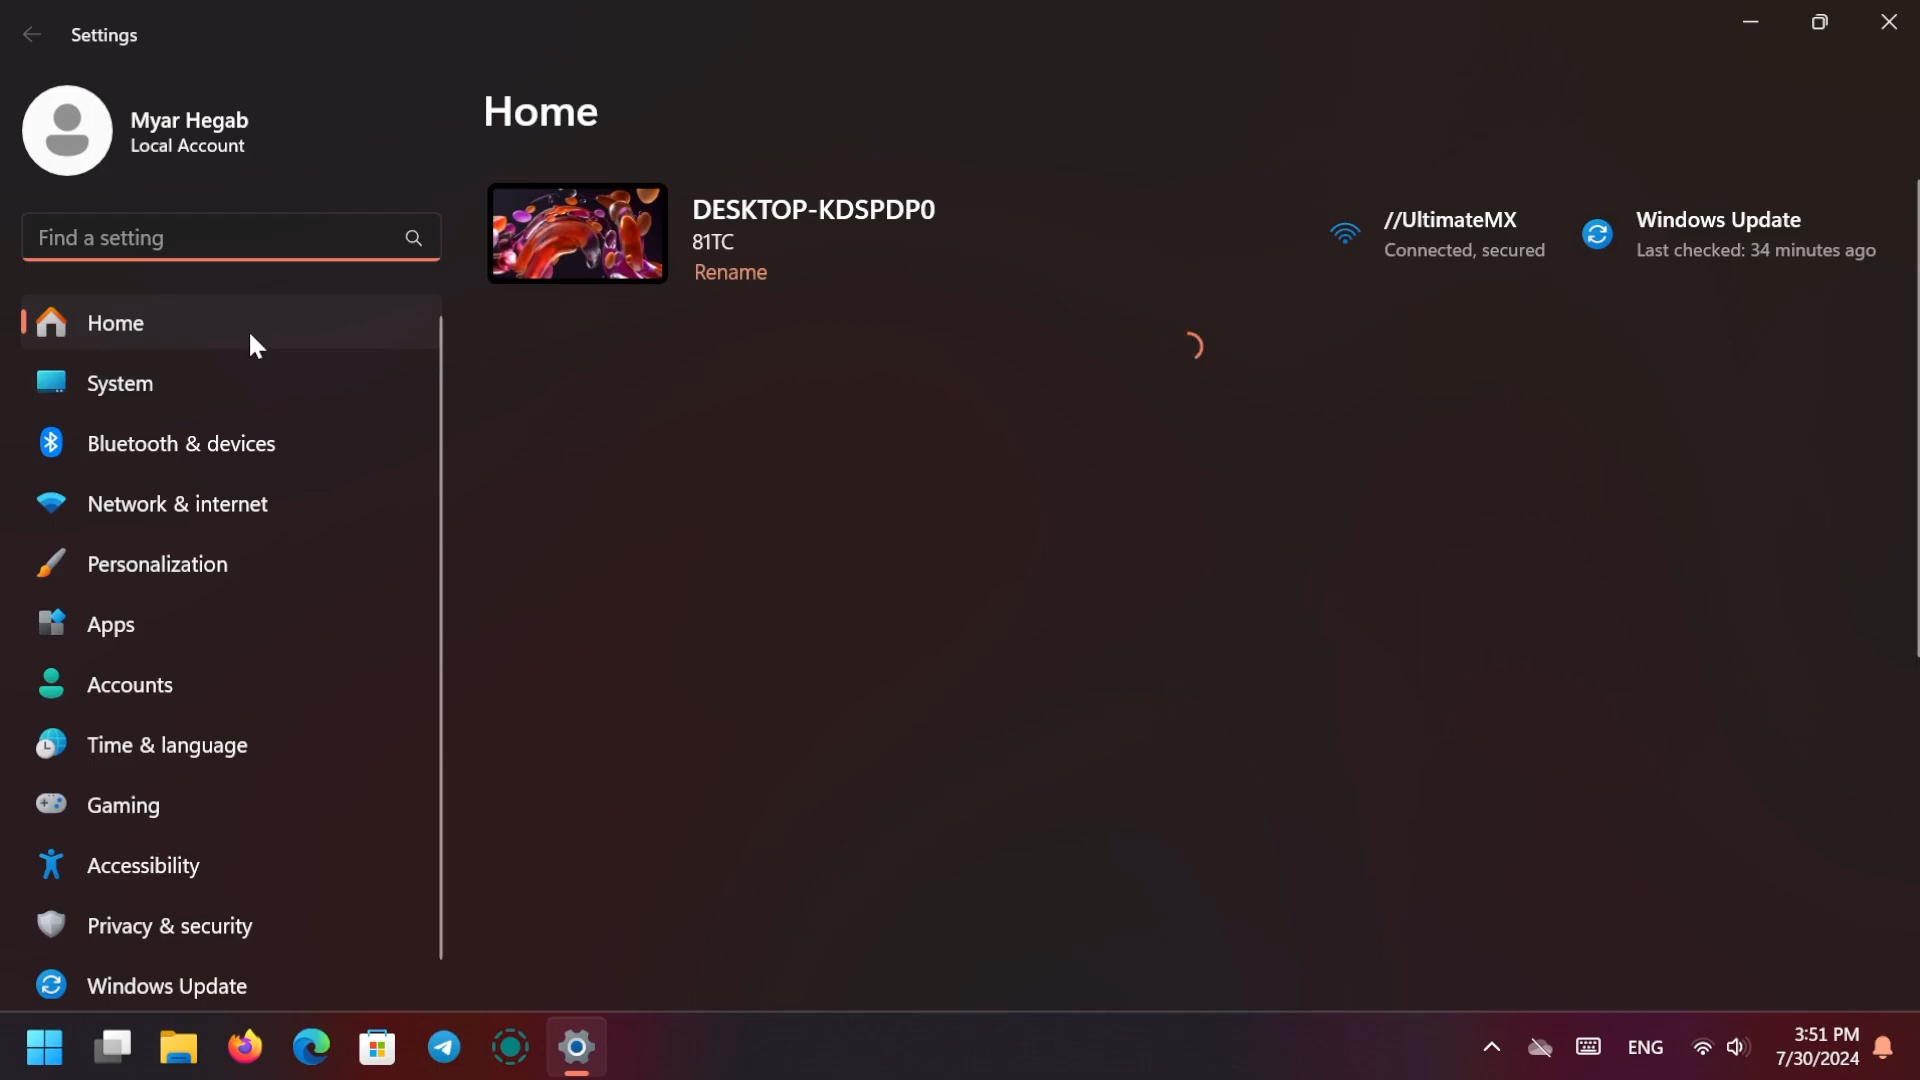 Settings
Myar Hegab
Local Account
Find a setting
Home
System
Bluetooth & devices
Network & internet
Personalization
Apps
Accounts
Time & language
Gaming
Accessibility
Privacy & security
Windows Update
Home
DESKTOP-KDSPDP0
81TC
Rename
//UltimateMX
Connected, secured
Windows Update
Last checked: 34 minutes ago
ENG
3:51 PM
7/30/2024